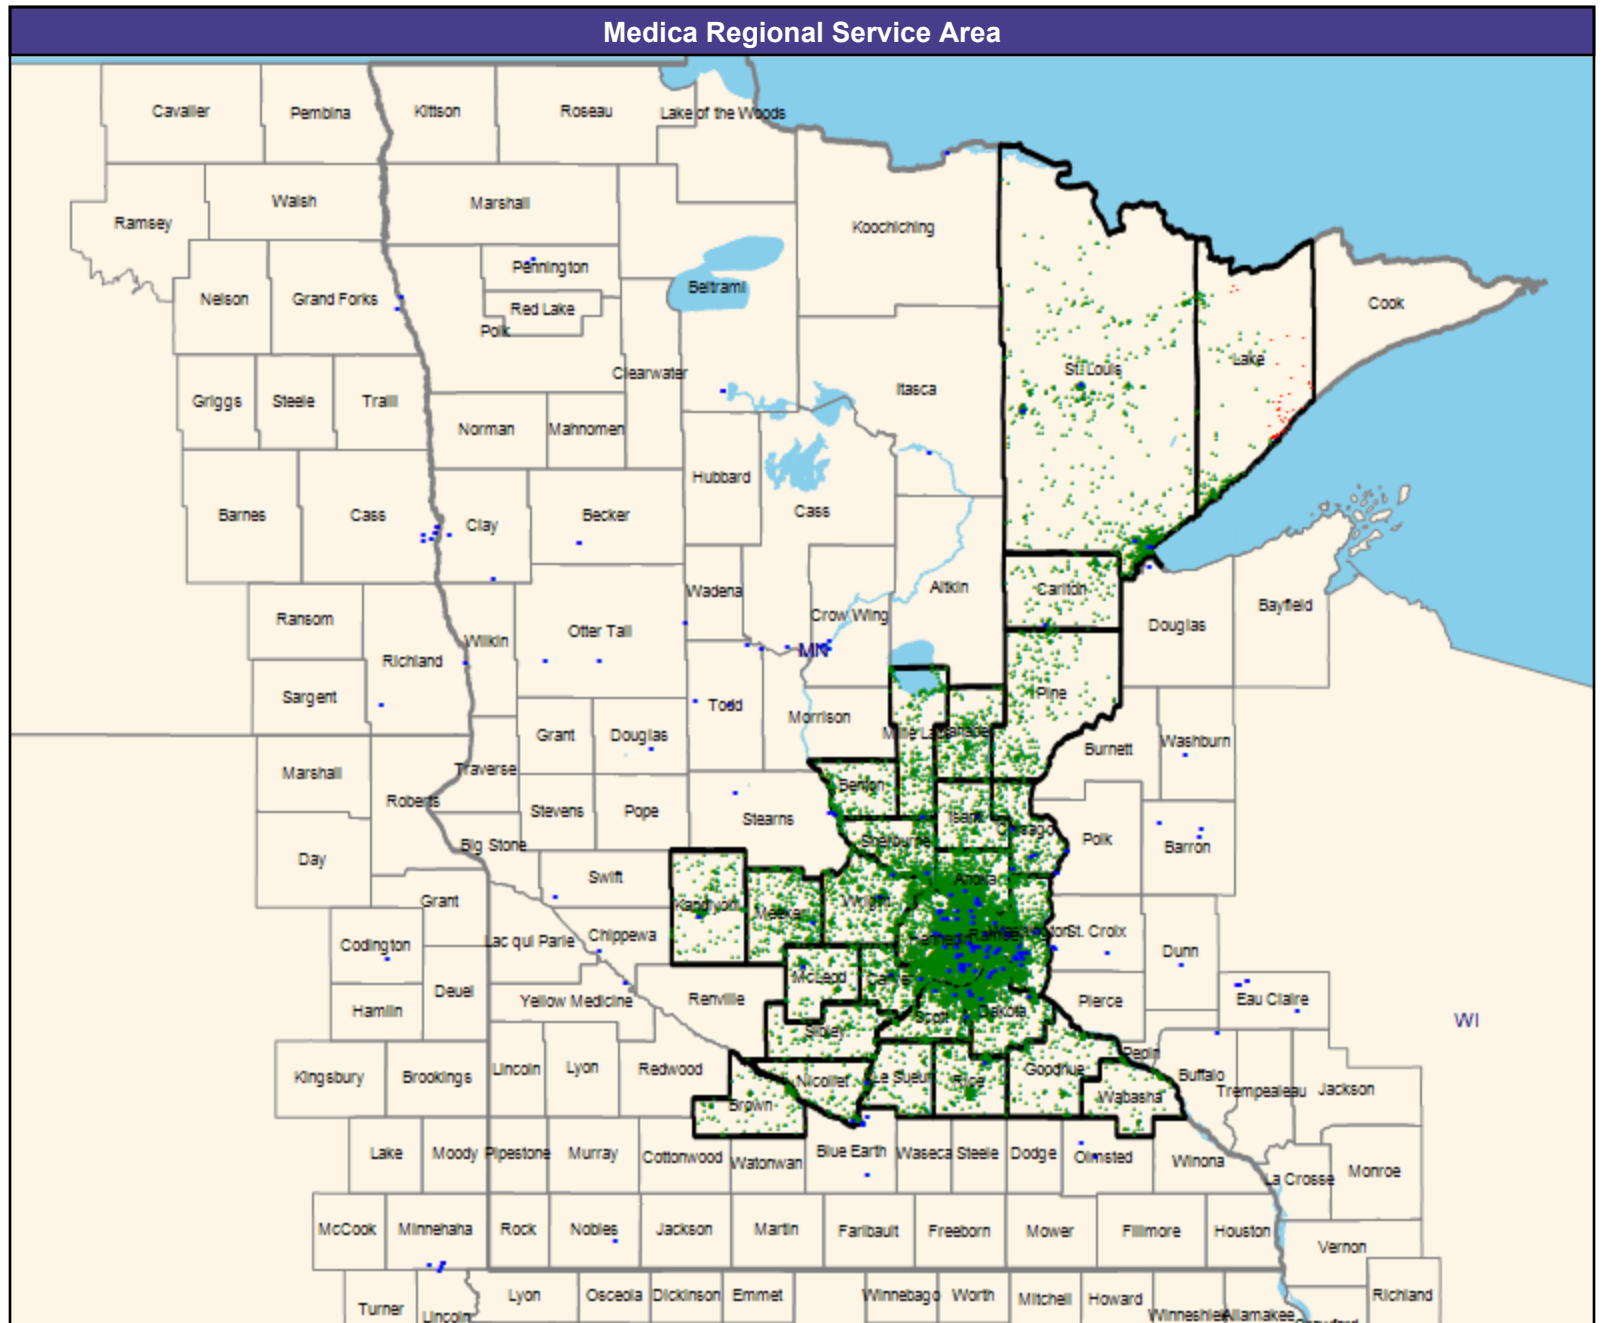 Medica Regional Service Area
Cavalier
Pembina
Kittson
Roseau
Lake of the Woods
Walsh
Marshall
Ramsey
Koochiching
Pennington
Beltrami
Nelson
Grand Forks
Red Lake
Polk
Cook
Lake
St. Louis
Clearwater
Itasca
Griggs
Steele
Traill
Norman
Mahnomen
Hubbard
Barnes
Cass
Clay
Becker
Cass
Wadena
Aitkin
Carlton
Bayfield
Crow Wing
Ransom
Otter Tail
Wilkin
Douglas
MN
Richland
Sargent
Todd
Pine
Morrison
Mille La
Grant
Douglas
Burnett
Washburn
Marshall
Traverse
Benton
Roberts
Stevens
Pope
Stearns
Isanti
Chisago
Polk
Barron
Sherburne
Big Stone
Day
Swift
Anoka
Grant
Kandiyohi
Meeker
Wright
Codington
Lac qui Parle
Chippewa
Hennepin
Ramsey
Washington
St. Croix
Dunn
McLeod
Carver
Deuel
Yellow Medicine
Renville
Pierce
Eau Claire
Hamlin
Scott
Dakota
WI
Sibley
Pepin
Kingsbury
Brookings
Lincoln
Lyon
Redwood
Nicollet
Le Sueur
Rice
Goodhue
Buffalo
Trempealeau
Jackson
Brown
Wabasha
Lake
Moody
Pipestone
Murray
Cottonwood
Watonwan
Blue Earth
Waseca
Steele
Dodge
Olmsted
Winona
La Crosse
Monroe
McCook
Minnehaha
Rock
Nobles
Jackson
Martin
Faribault
Freeborn
Mower
Fillmore
Houston
Vernon
Turner
Lincoln
Lyon
Osceola
Dickinson
Emmet
Winnebago
Worth
Mitchell
Howard
Allamakee
Richland